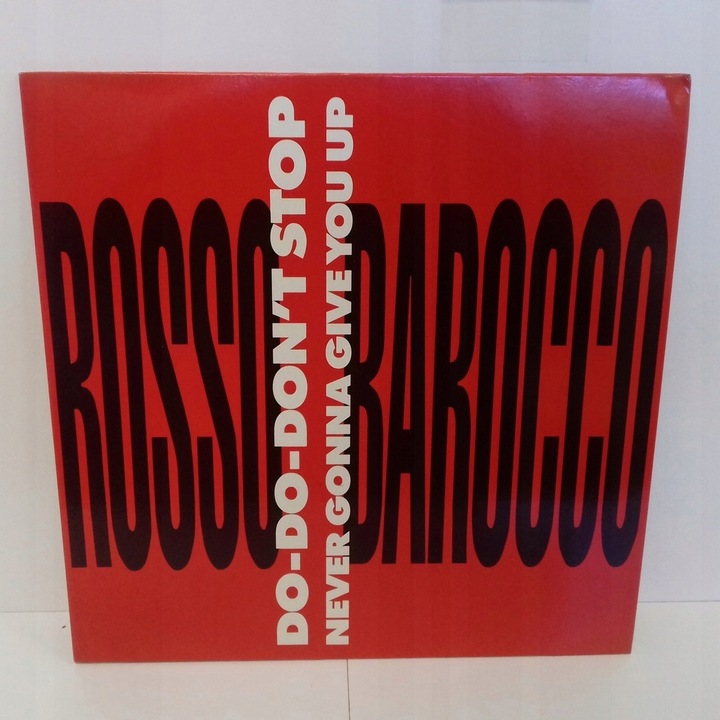 ROSSO BAROCCO
DO-DO-DON'T STOP
NEVER GONNA GIVE YOU UP